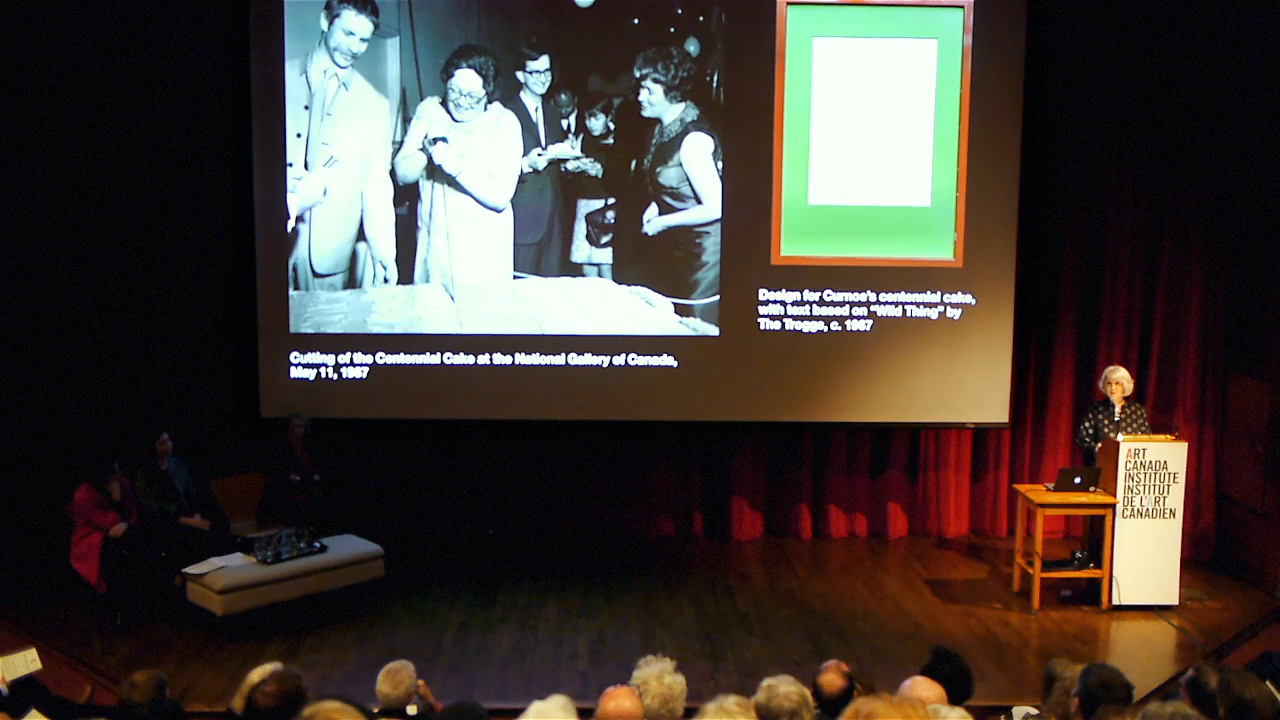 Cutting of the Centennial Cake at the National Gallery of Canada,
May 11, 1967
Design for Curnoe's centennial cake,
with text based on "Wild Thing" by
The Troggs, c. 1967
ART
CANADA
INSTITUTE
INSTITUT
DE L'ART
CANADIEN